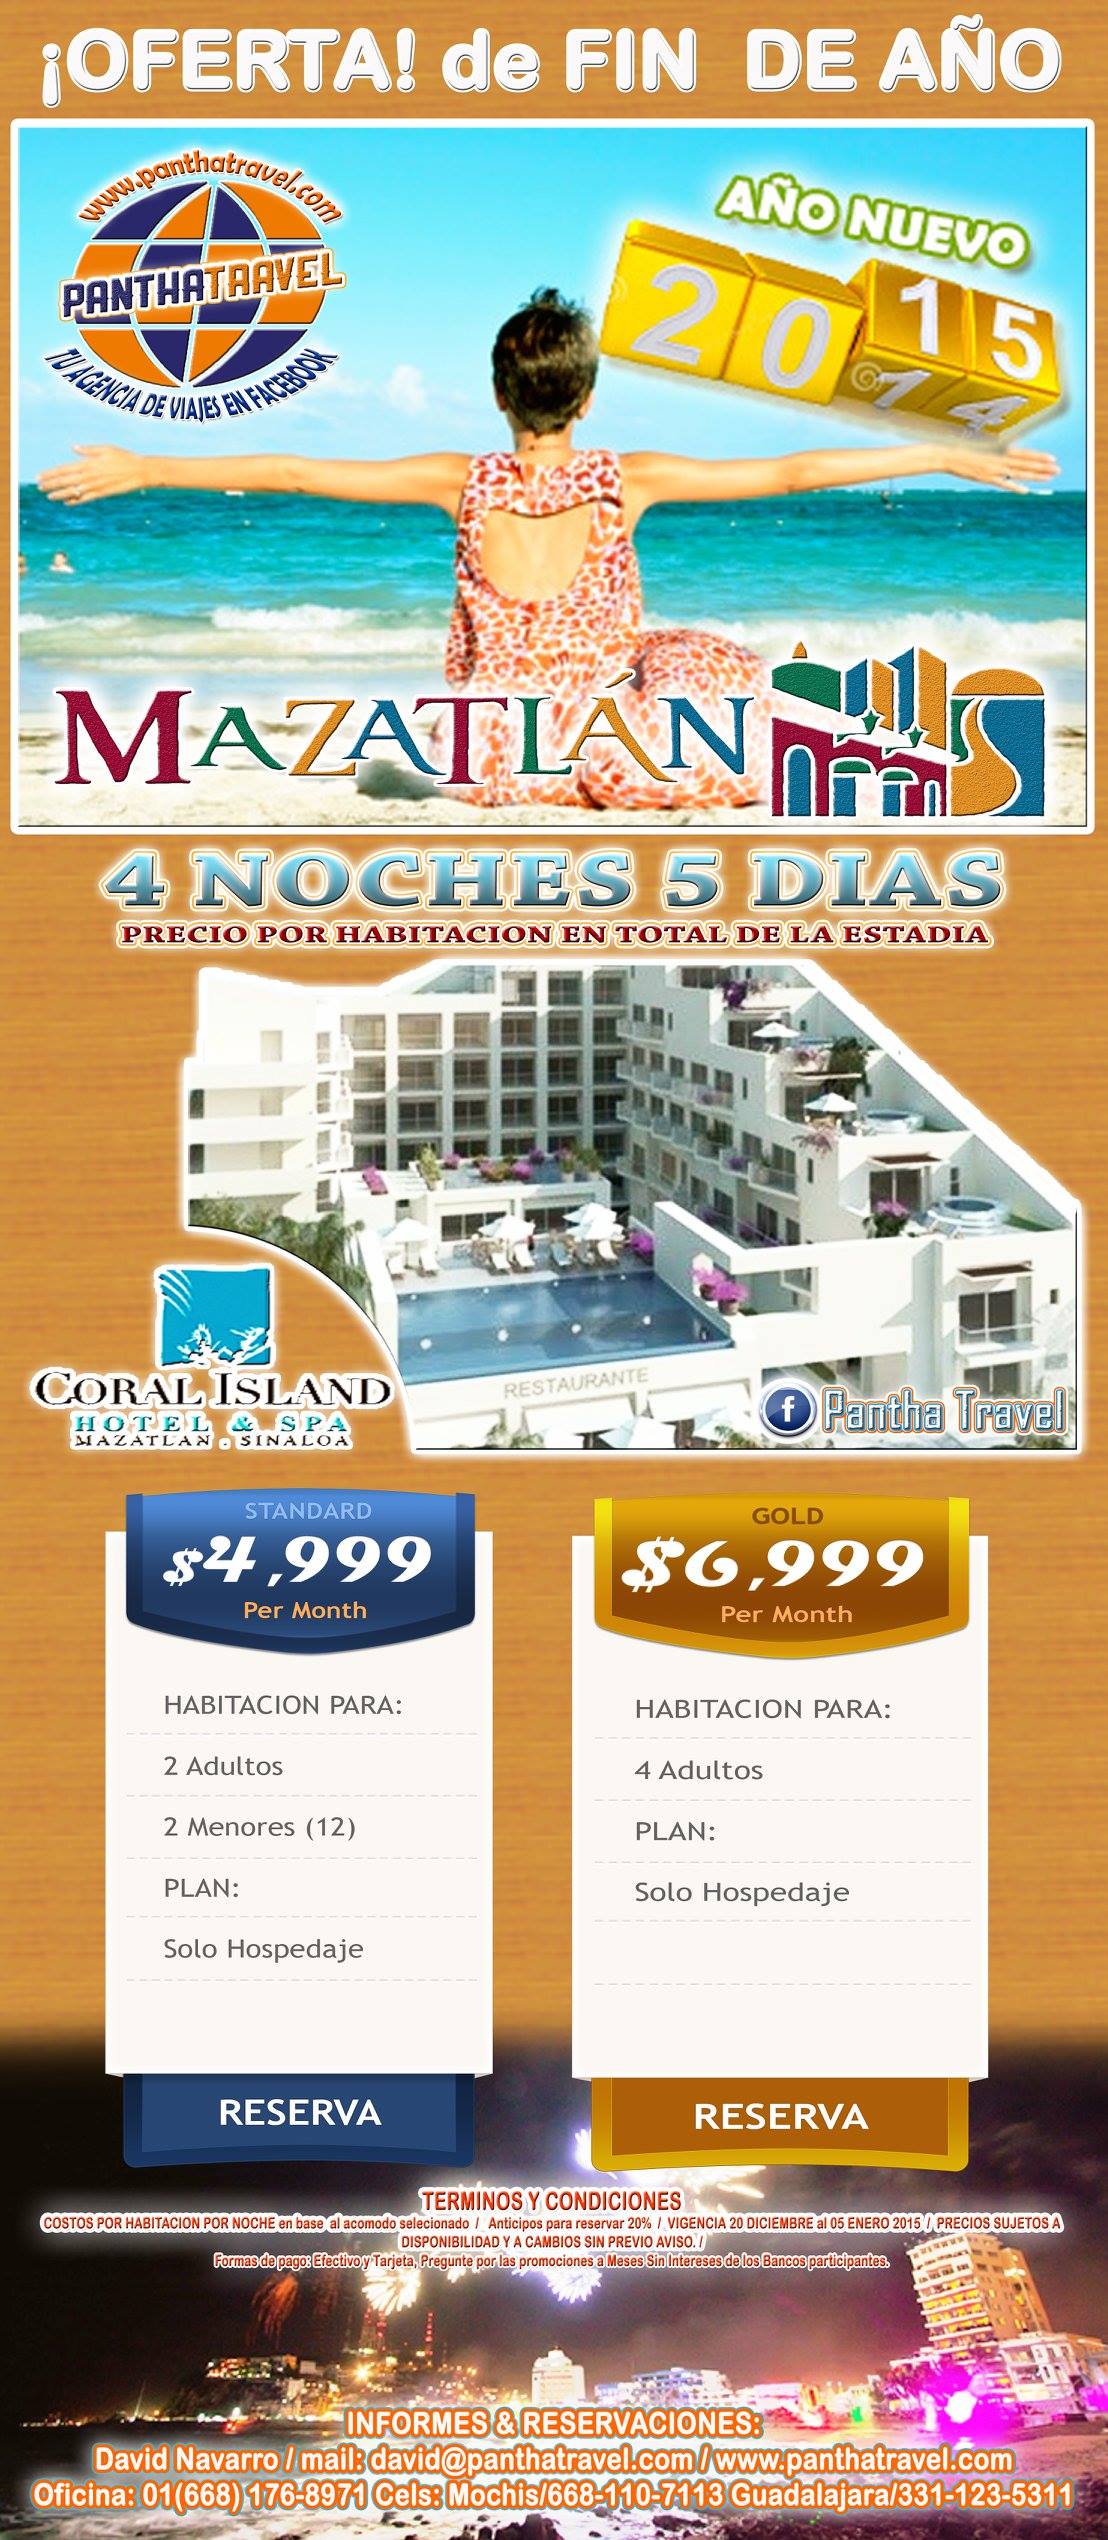 ¡OFERTA! de FIN DE AÑO
www.panthatravel.com
PANTHATRAVEL
TU AGENCIA DE VIAJES EN FACEBOOK
AÑO NUEVO
2015
14
MAZATLÁN
4 NOCHES 5 DIAS
PRECIO POR HABITACION EN TOTAL DE LA ESTADIA
RESTAURANTE
CORAL ISLAND
HOTEL & SPA
MAZATLAN . SINALOA
f Pantha Travel
STANDARD
$4,999
Per Month
HABITACION PARA:
2 Adultos
2 Menores (12)
PLAN:
Solo Hospedaje
RESERVA
GOLD
$6,999
Per Month
HABITACION PARA:
4 Adultos
PLAN:
Solo Hospedaje
RESERVA
TERMINOS Y CONDICIONES
COSTOS POR HABITACION POR NOCHE en base al acomodo selecionado / Anticipos para reservar 20% / VIGENCIA 20 DICIEMBRE al 05 ENERO 2015 / PRECIOS SUJETOS A
DISPONIBILIDAD Y A CAMBIOS SIN PREVIO AVISO. /
Formas de pago: Efectivo y Tarjeta, Pregunte por las promociones a Meses Sin Intereses de los Bancos participantes.
INFORMES & RESERVACIONES:
David Navarro / mail: david@panthatravel.com / www.panthatravel.com
Oficina: 01(668) 176-8971 Cels: Mochis/668-110-7113 Guadalajara/331-123-5311